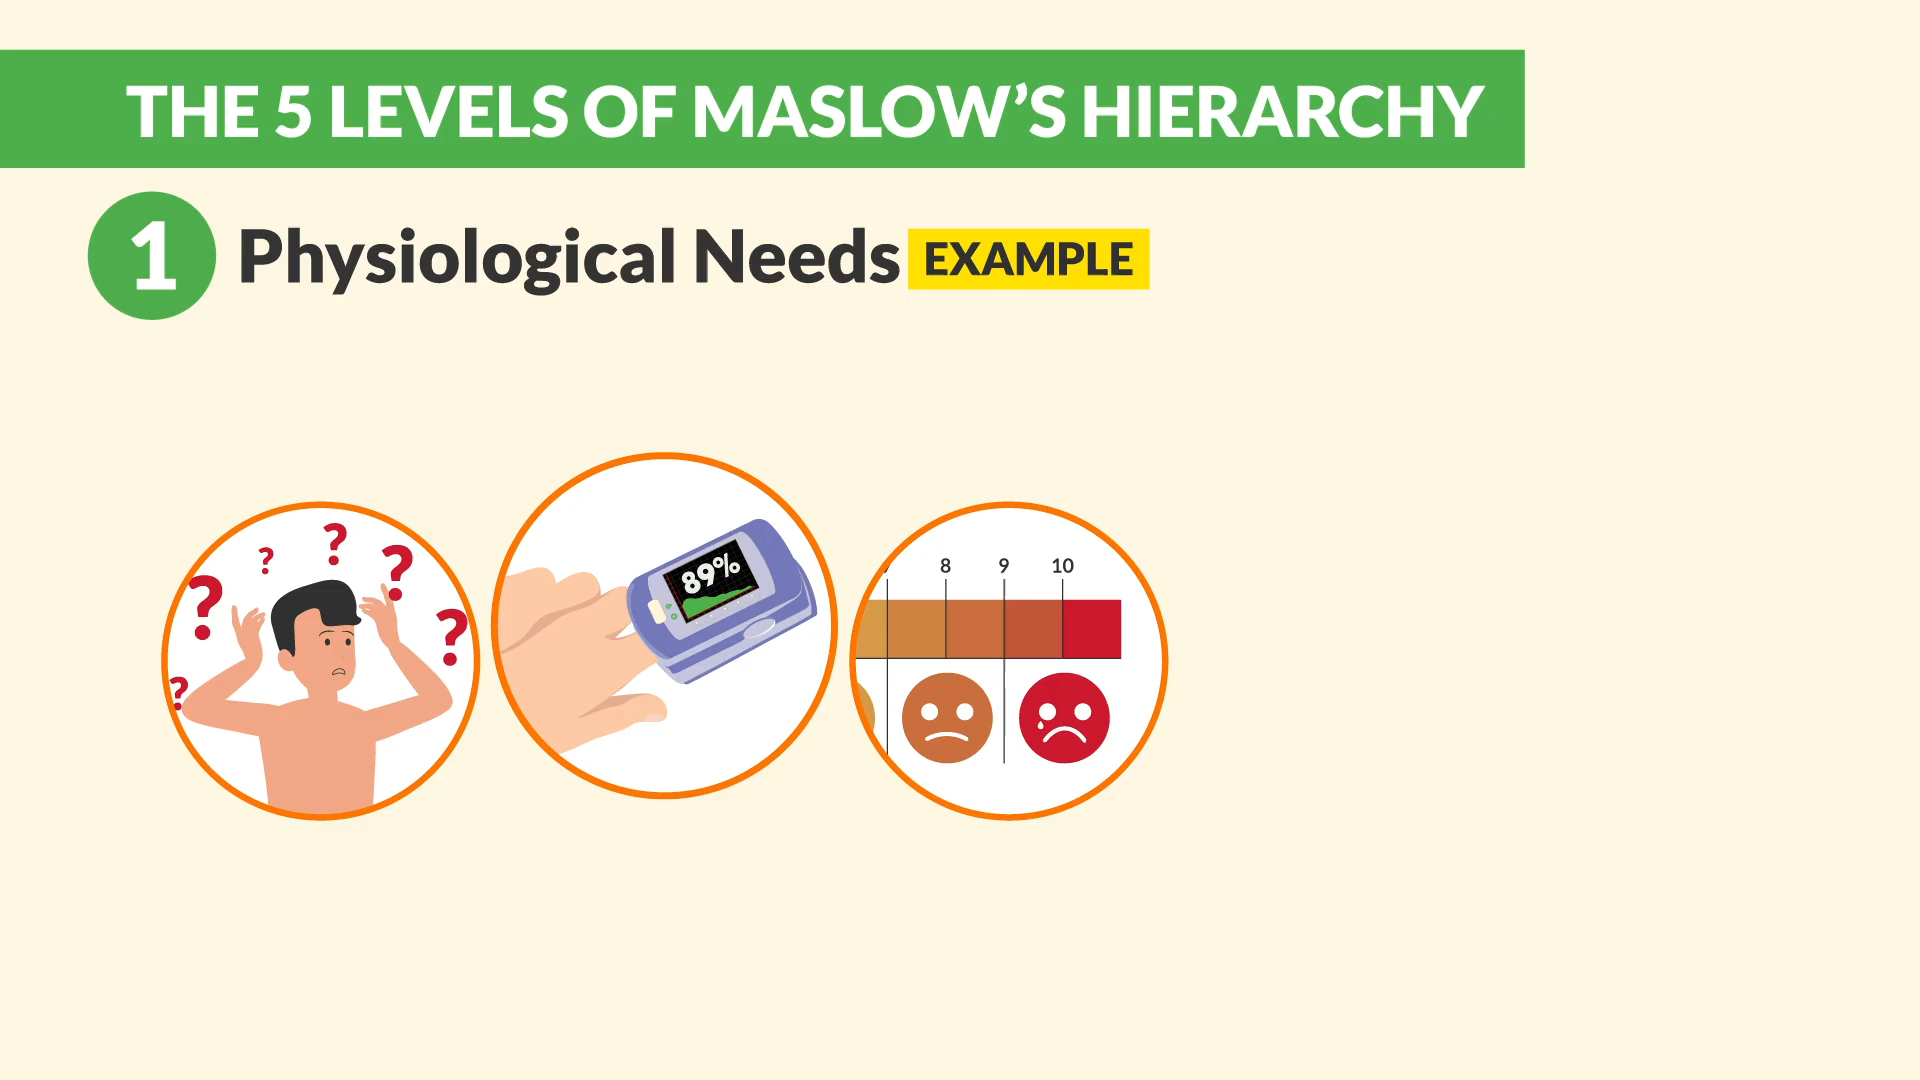 THE 5 LEVELS OF MASLOW’S HIERARCHY
1 Physiological Needs EXAMPLE
? ? ? ? ? ?
89%
8 9 10